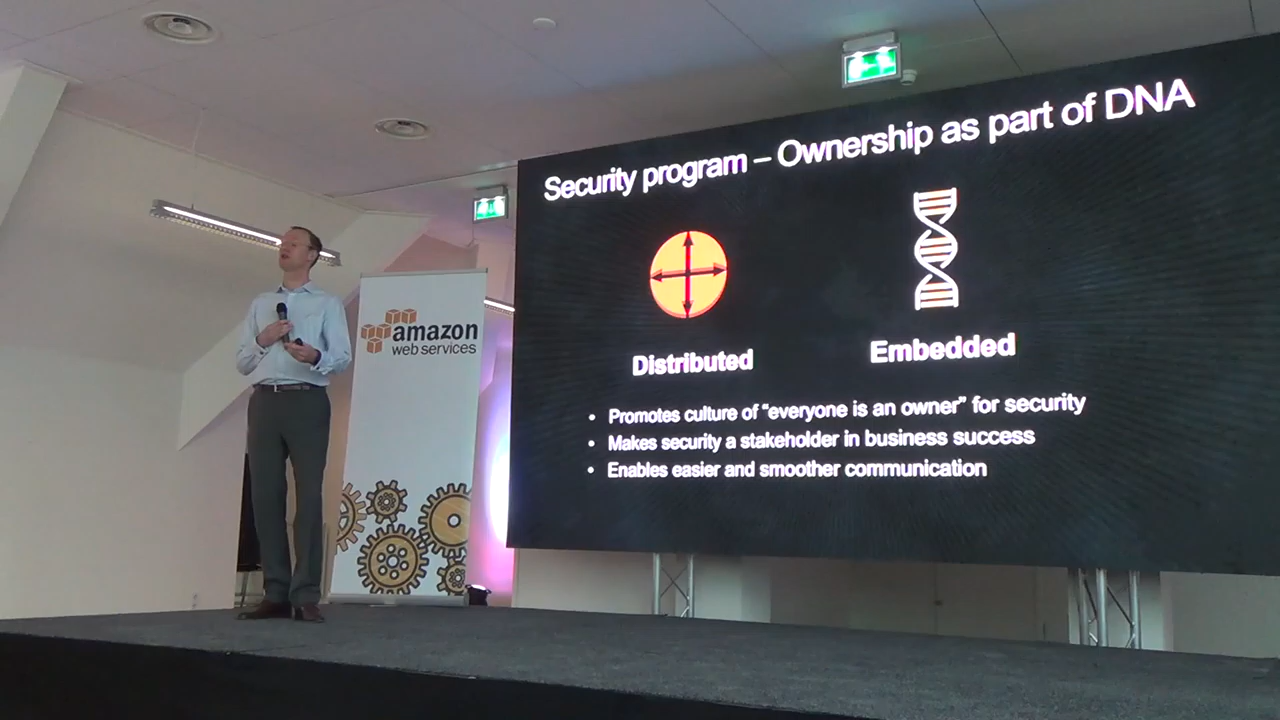 Security program – Ownership as part of DNA
Distributed
Embedded
• Promotes culture of “everyone is an owner” for security
• Makes security a stakeholder in business success
• Enables easier and smoother communication
amazon
web services